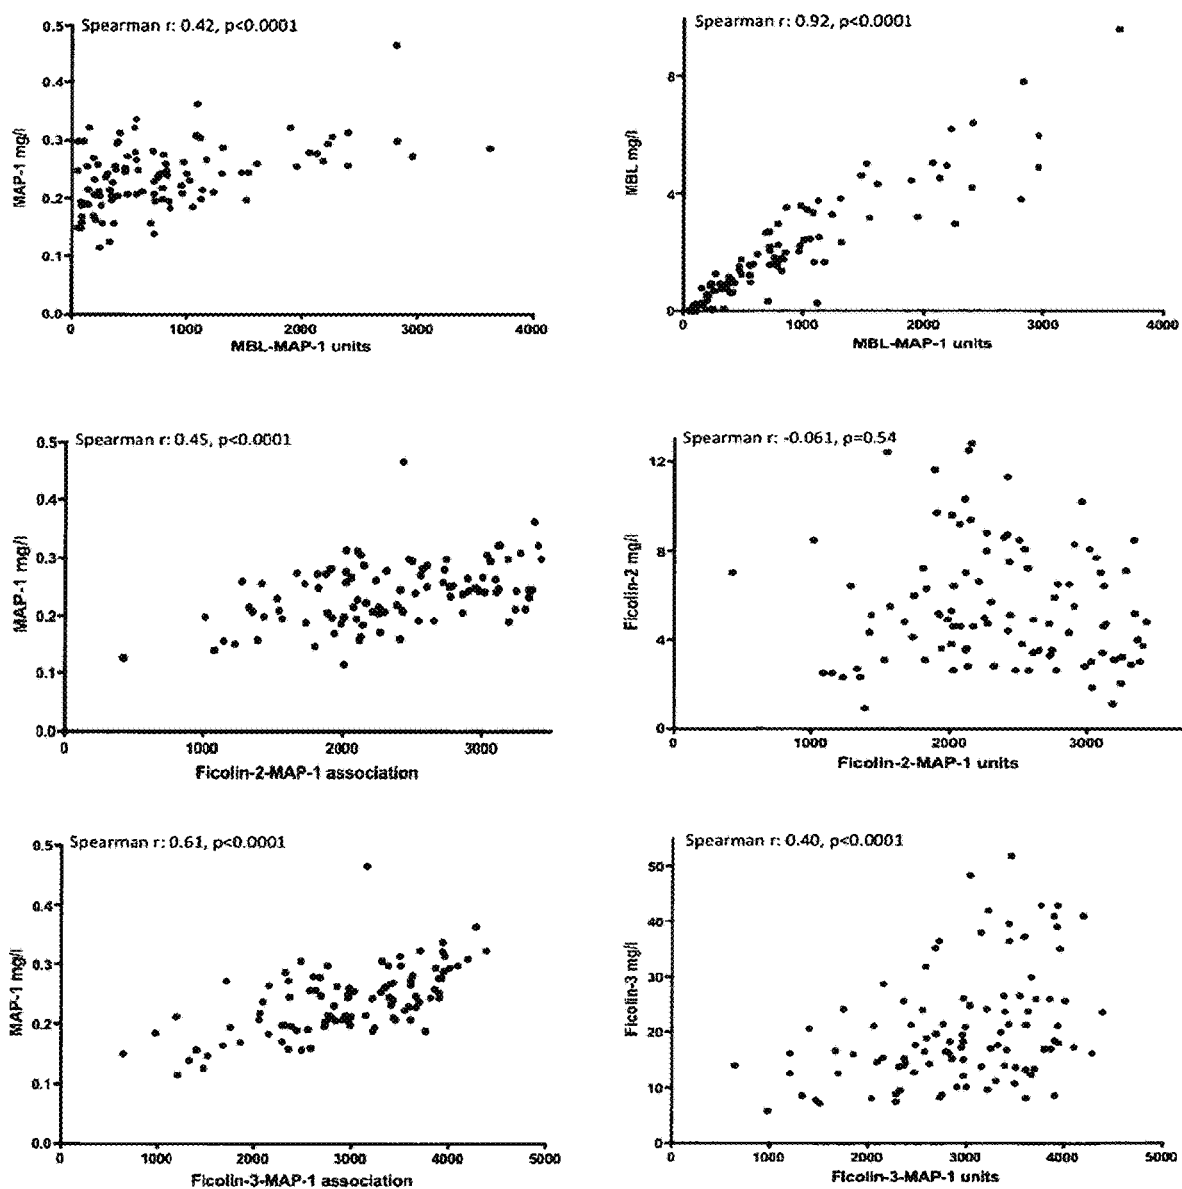 Spearman r: 0.42, p<0.0001
0.5
0.4
0.3
0.2
0.1
0.0
MAP-1 mg/l
0 1000 2000 3000 4000
MBL-MAP-1 units
Spearman r: 0.92, p<0.0001
8
4
0
MBL mg/l
0 1000 2000 3000 4000
MBL-MAP-1 units
Spearman r: 0.45, p<0.0001
0.5
0.4
0.3
0.2
0.1
0.0
MAP-1 mg/l
0 1000 2000 3000
Ficolin-2-MAP-1 association
Spearman r: -0.061, p=0.54
12
8
4
0
Ficolin-2 mg/l
0 1000 2000 3000
Ficolin-2-MAP-1 units
Spearman r: 0.61, p<0.0001
0.5
0.4
0.3
0.2
0.1
0.0
MAP-1 mg/l
0 1000 2000 3000 4000 5000
Ficolin-3-MAP-1 association
Spearman r: 0.40, p<0.0001
50
40
30
20
10
0
Ficolin-3 mg/l
0 1000 2000 3000 4000 5000
Ficolin-3-MAP-1 units